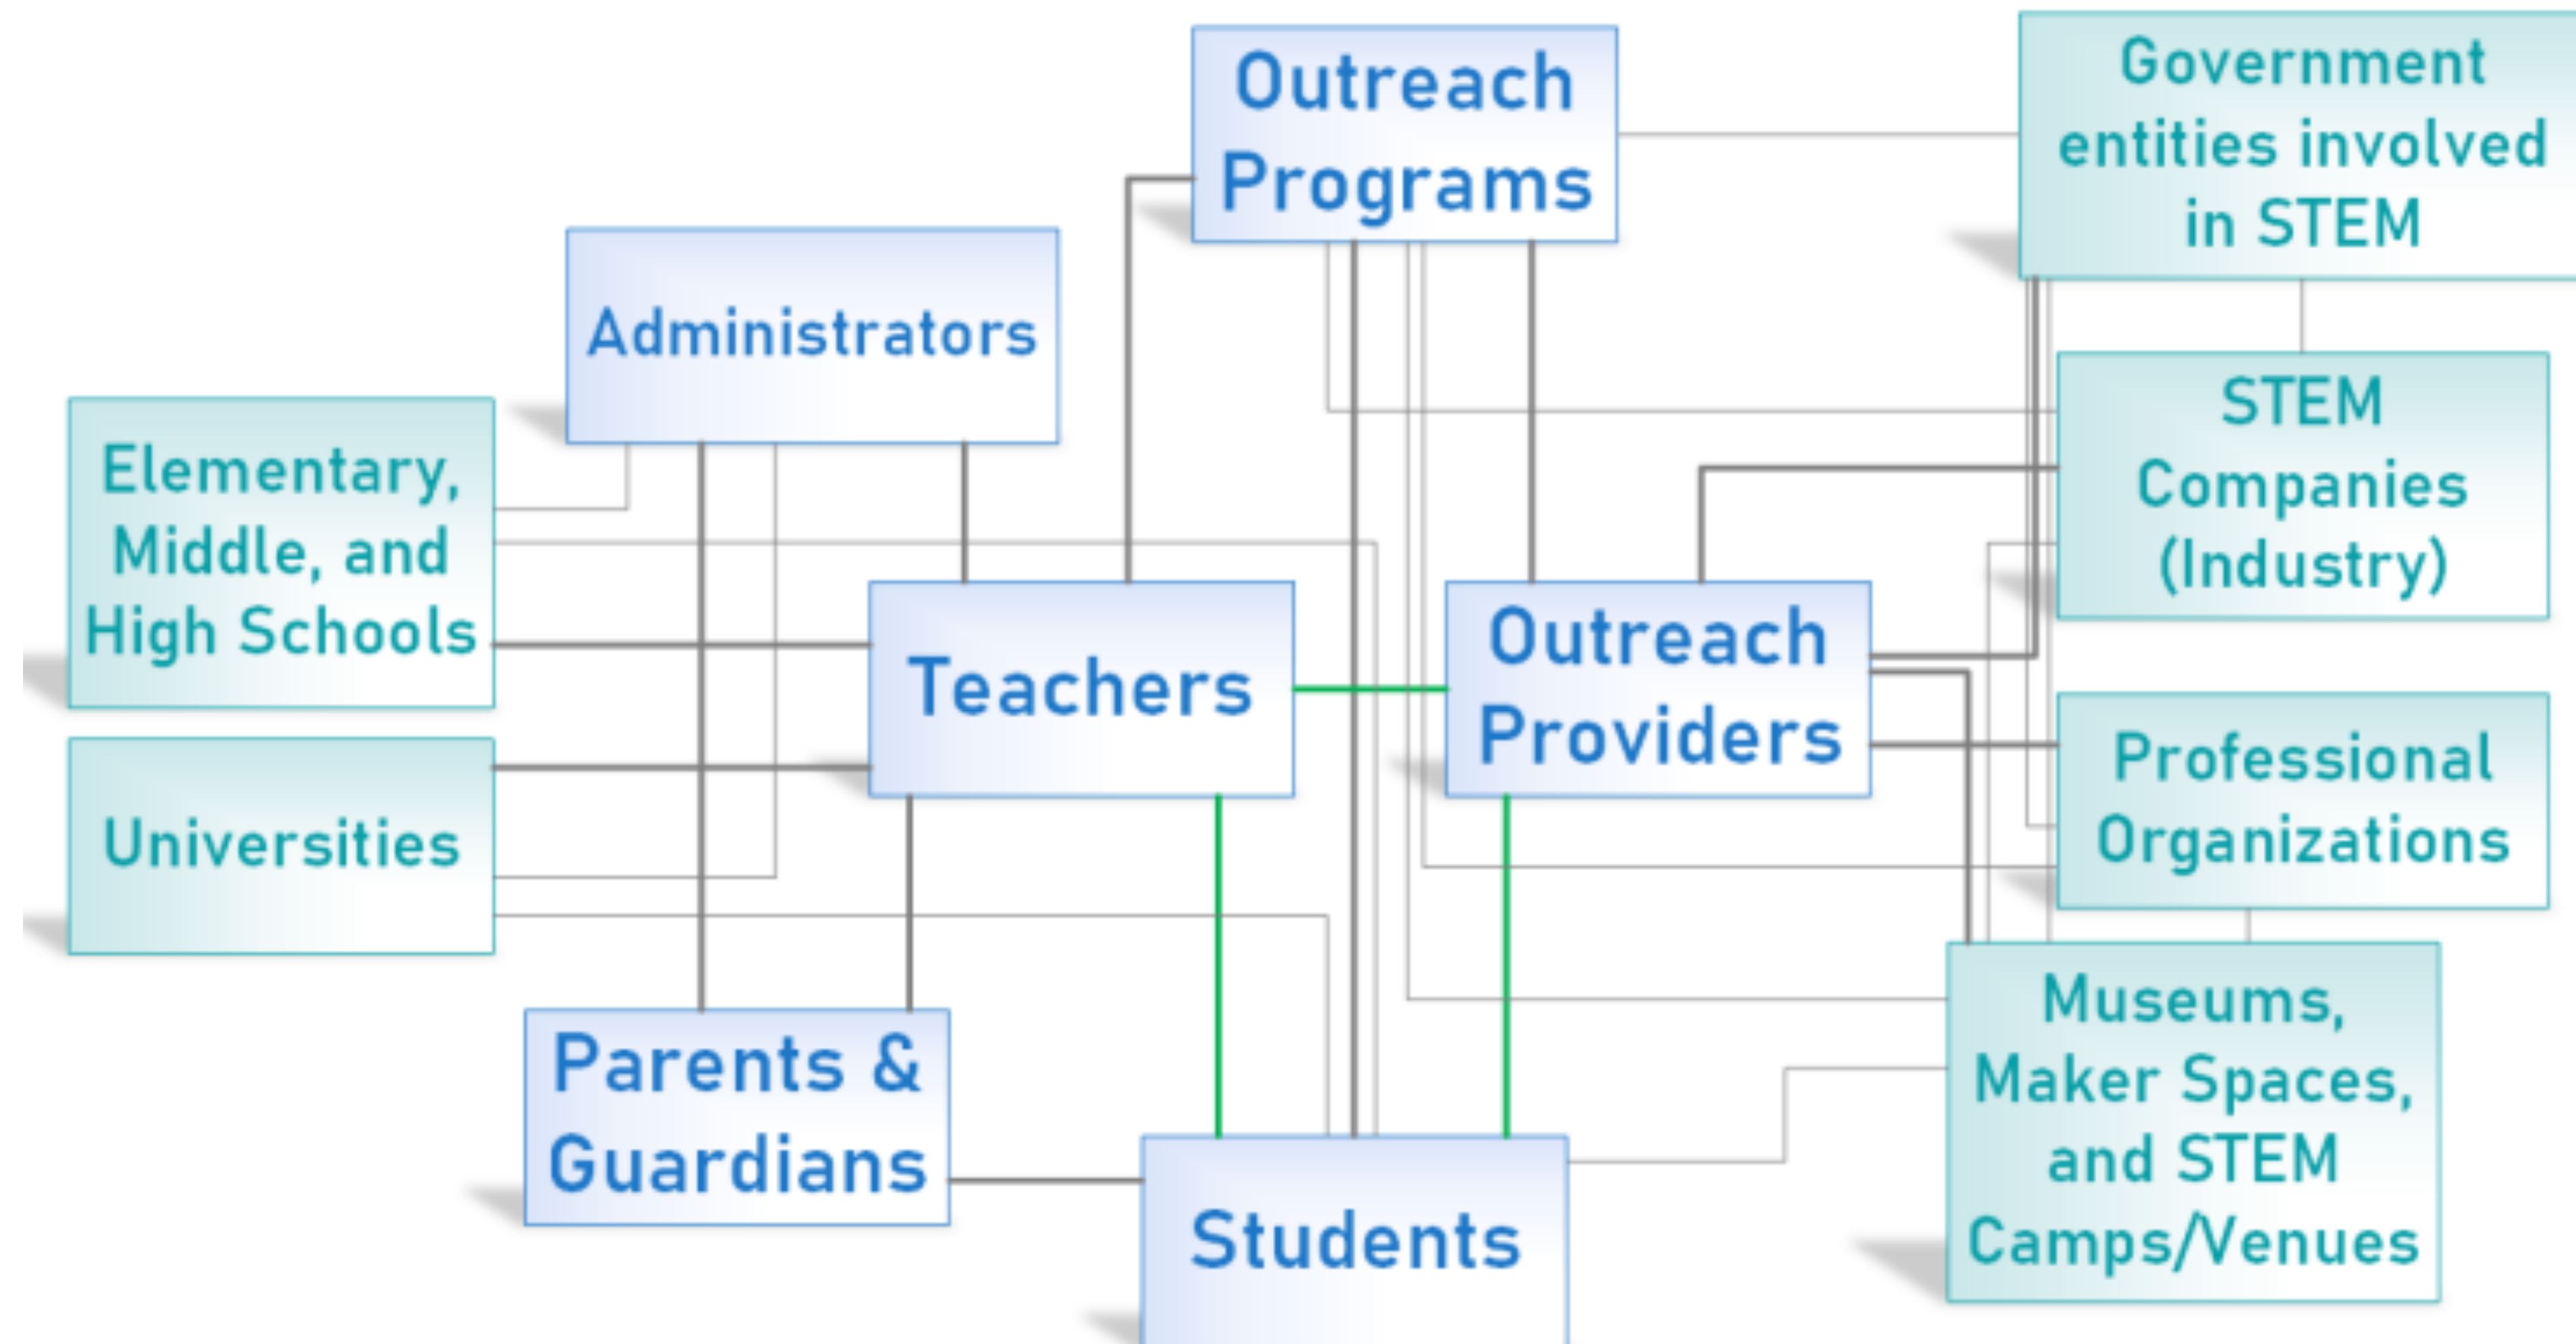 Outreach
Programs
Government
entities involved
in STEM
Administrators
STEM
Companies
(Industry)
Elementary,
Middle, and
High Schools
Teachers
Outreach
Providers
Professional
Organizations
Universities
Parents &
Guardians
Students
Museums,
Maker Spaces,
and STEM
Camps/Venues